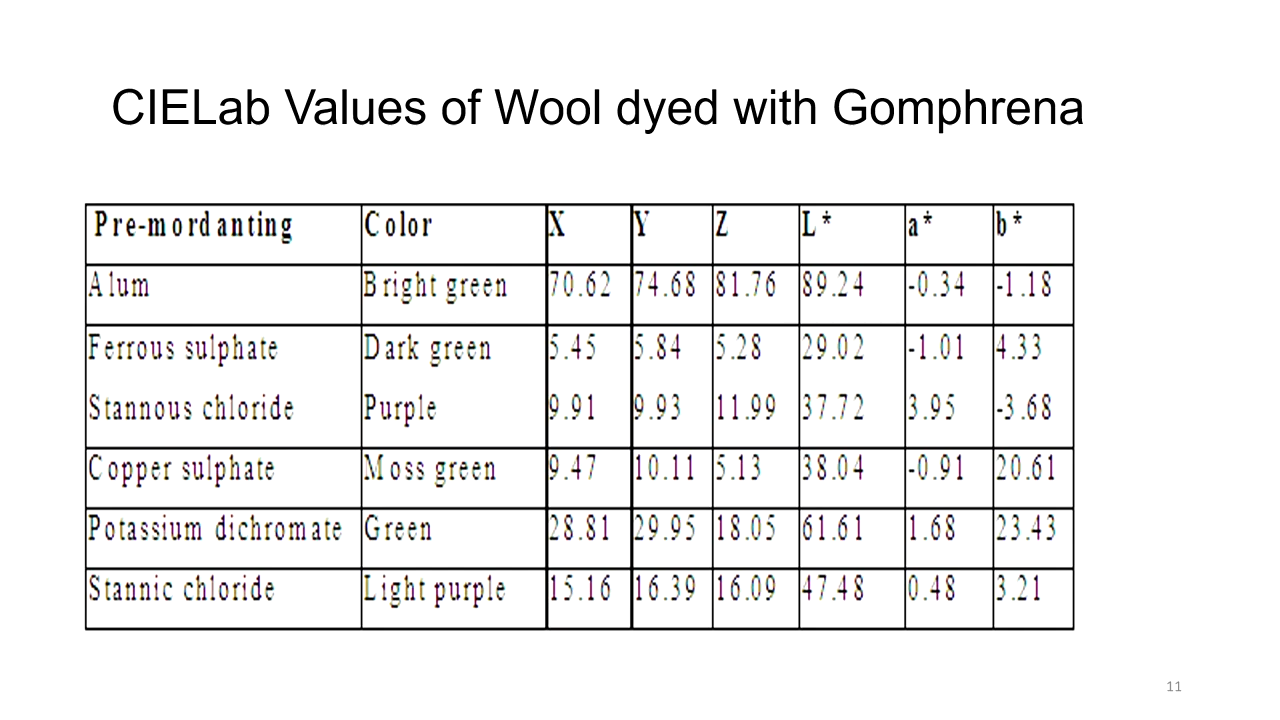 CIELab Values of Wool dyed with Gomphrena
Pre-mordanting Color X Y Z L* a* b*
Alum Bright green 70.62 74.68 81.76 89.24 -0.34 -1.18
Ferrous sulphate Dark green 5.45 5.84 5.28 29.02 -1.01 4.33
Stannous chloride Purple 9.91 9.93 11.99 37.72 3.95 -3.68
Copper sulphate Moss green 9.47 10.11 5.13 38.04 -0.91 20.61
Potassium dichromate Green 28.81 29.95 18.05 61.61 1.68 23.43
Stannic chloride Light purple 15.16 16.39 16.09 47.48 0.48 3.21
11